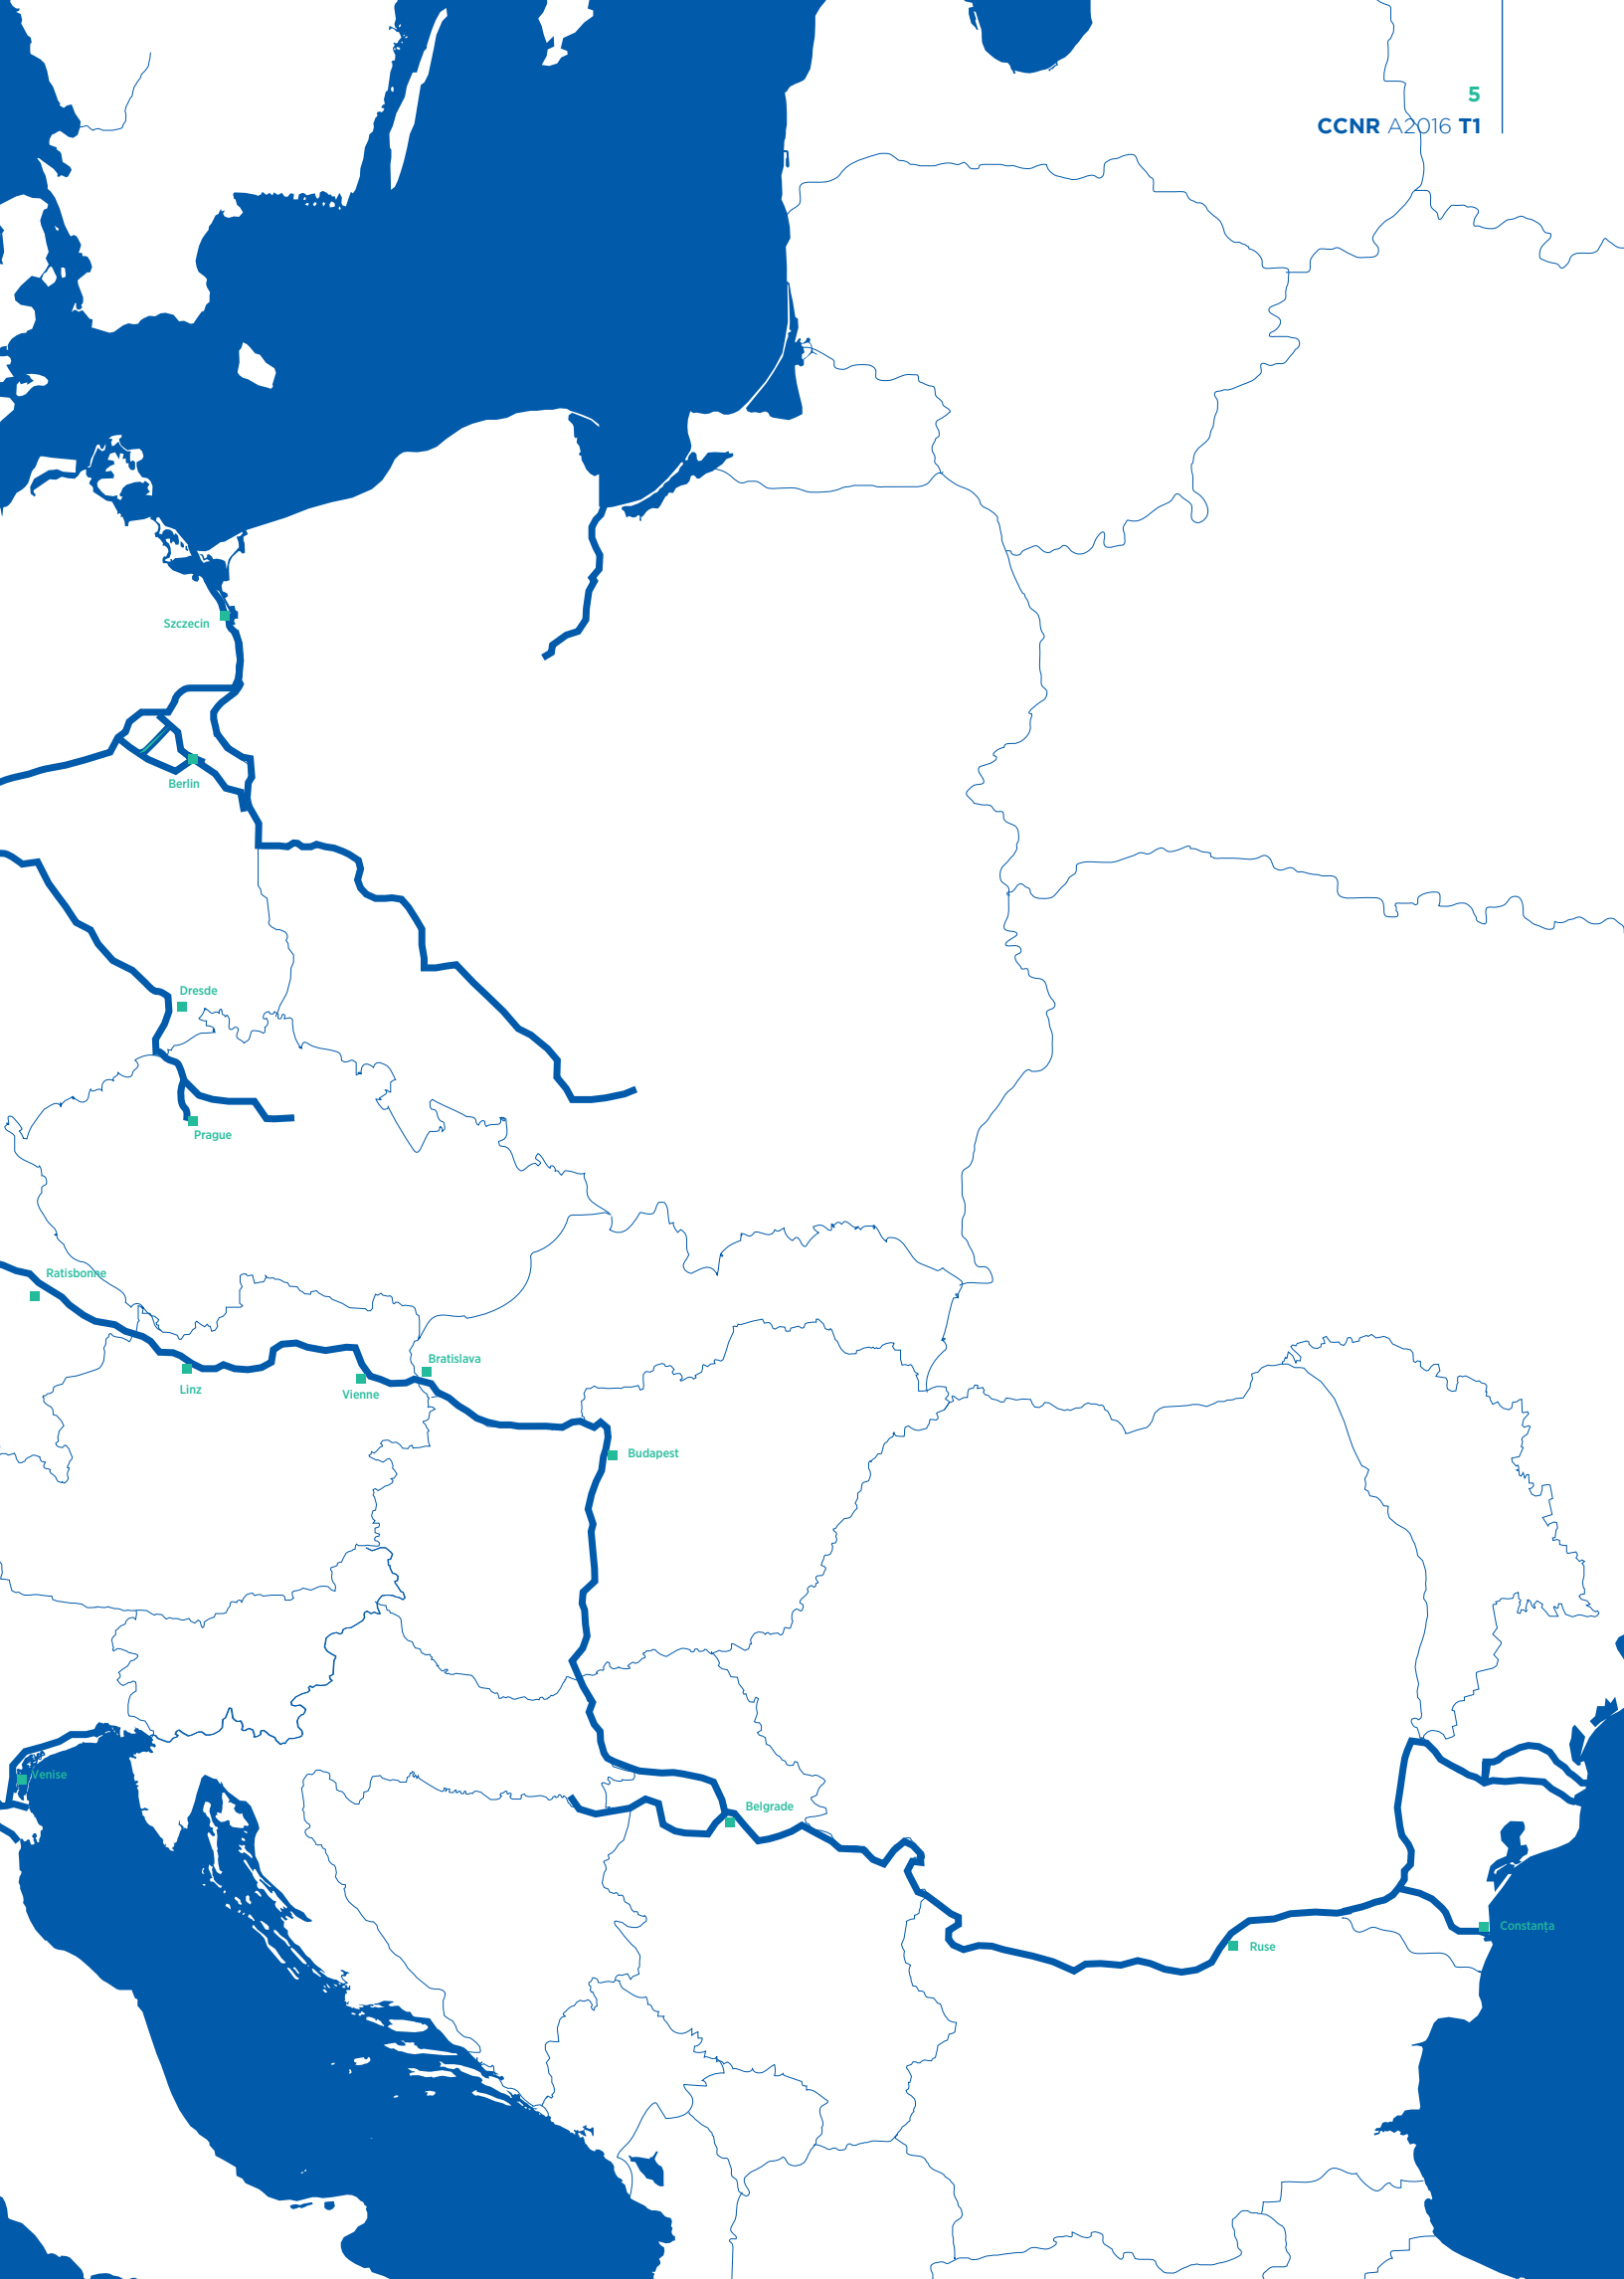 5
CCNR A2016 T1
Szczecin
Berlin
Dresde
Prague
Ratisbonne
Linz
Vienne
Bratislava
Budapest
Venise
Belgrade
Constanța
Ruse